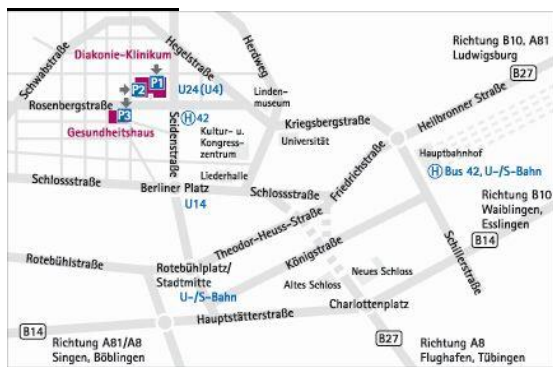 Schwabstraße
Diakonie-Klinikum
Hegelstraße
Herdweg
Richtung B10, A81
Ludwigsburg
B27
P1
P2
U24(U4)
Linden-
museum
Rosenbergstraße
P3
Gesundheitshaus
Seidenstraße
H 42
Kultur- u.
Kongress-
zentrum
Liederhalle
Kriegsbergstraße
Universität
Heilbronner Straße
Hauptbahnhof
H Bus 42, U-/S-Bahn
Schlossstraße
Berliner Platz
U14
Schlossstraße
Friedrichstraße
Richtung B10
Waiblingen,
Esslingen
B14
Theodor-Heuss-Straße
Königstraße
Schillerstraße
Rotebühlstraße
Rotebühlplatz/
Stadtmitte
U-/S-Bahn
Neues Schloss
Altes Schloss
Charlottenplatz
Hauptstätterstraße
B14
Richtung A81/A8
Singen, Böblingen
B27
Richtung A8
Flughafen, Tübingen